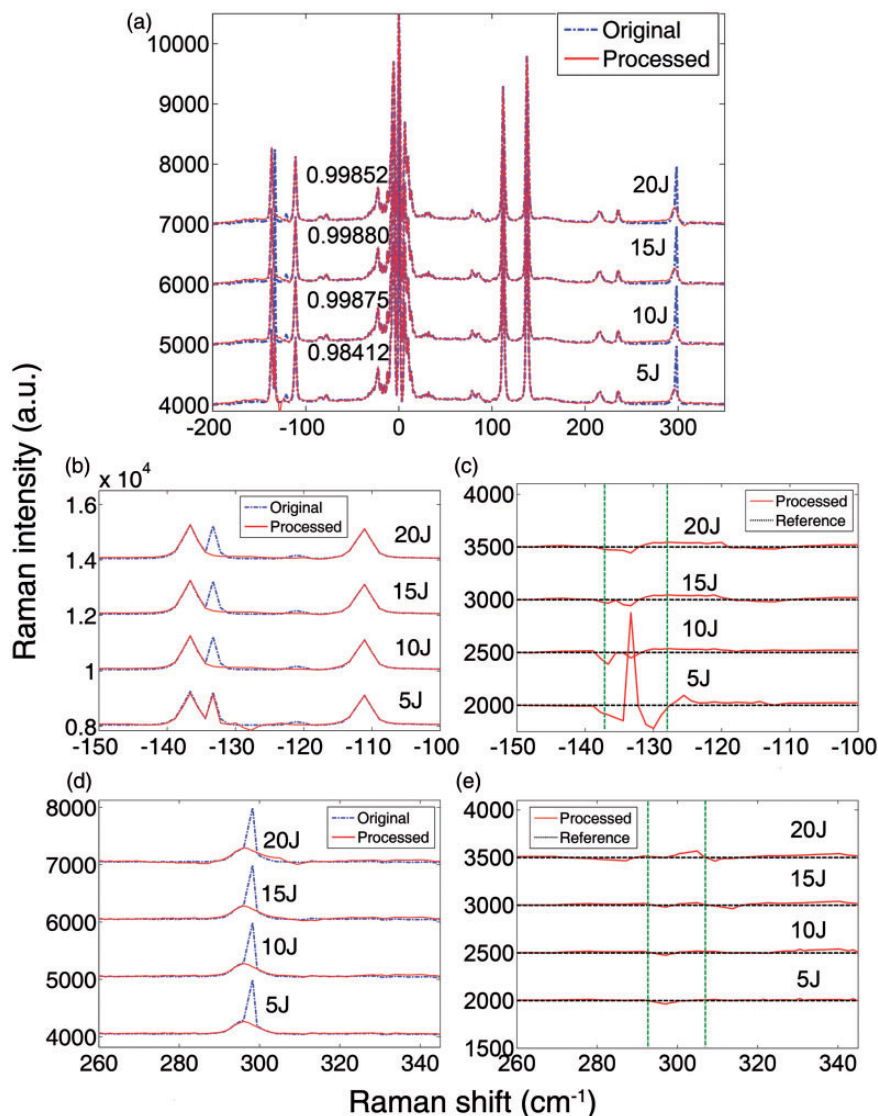 (a)
10000
9000
8000
7000
6000
5000
4000
Original
Processed
0.99852
20J
0.99880
15J
0.99875
10J
0.98412
5J
-200 -100 0 100 200 300
Raman intensity (a.u.)
(b)
x 10⁴
1.6
1.4
1.2
1
0.8
Original
Processed
20J
15J
10J
5J
-150 -140 -130 -120 -110 -100
(c)
4000
3500
3000
2500
2000
Processed
Reference
20J
15J
10J
5J
-150 -140 -130 -120 -110 -100
(d)
8000
7000
6000
5000
4000
Original
Processed
20J
15J
10J
5J
260 280 300 320 340
(e)
4000
3500
3000
2500
2000
1500
Processed
Reference
20J
15J
10J
5J
260 280 300 320 340
Raman shift (cm⁻¹)